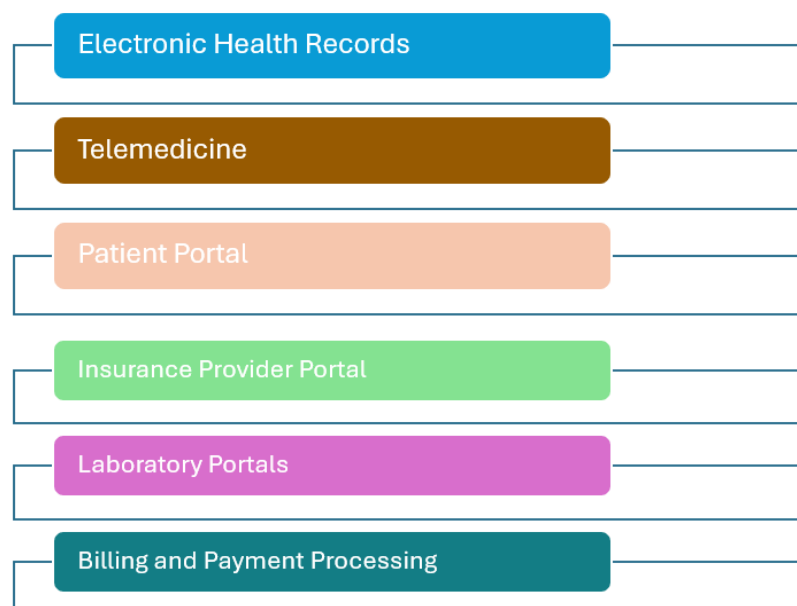 Electronic Health Records
Telemedicine
Patient Portal
Insurance Provider Portal
Laboratory Portals
Billing and Payment Processing